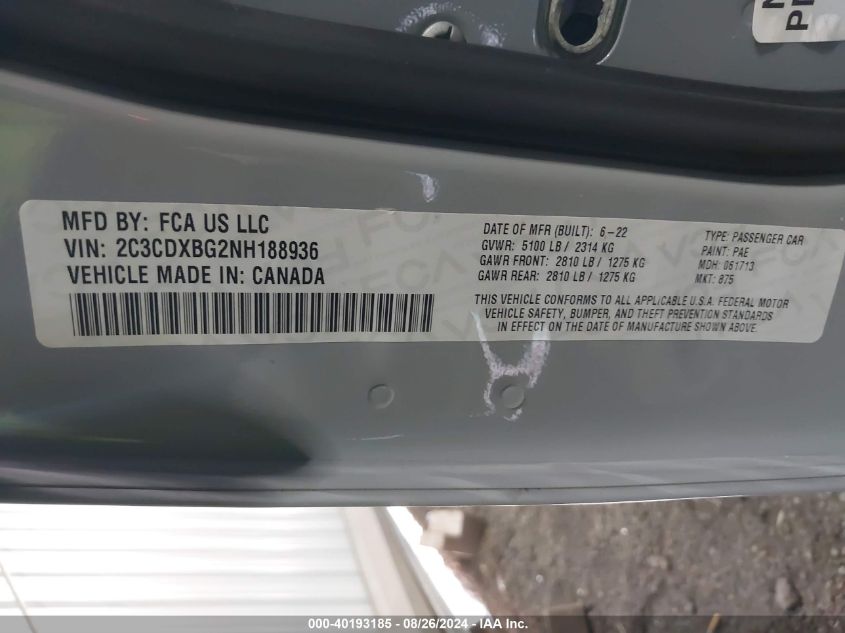 MFD BY: FCA US LLC
VIN: 2C3CDXBG2NH188936
VEHICLE MADE IN: CANADA
DATE OF MFR (BUILT): 6-22
GVWR: 5100 LB / 2314 KG
GAWR FRONT: 2810 LB / 1275 KG
GAWR REAR: 2810 LB / 1275 KG
TYPE: PASSENGER CAR
PAINT: PAE
MDH: 061713
MKT: 875
THIS VEHICLE CONFORMS TO ALL APPLICABLE U.S.A. FEDERAL MOTOR
VEHICLE SAFETY, BUMPER, AND THEFT PREVENTION STANDARDS
IN EFFECT ON THE DATE OF MANUFACTURE SHOWN ABOVE.
000-40193185 - 08/26/2024 - IAA Inc.